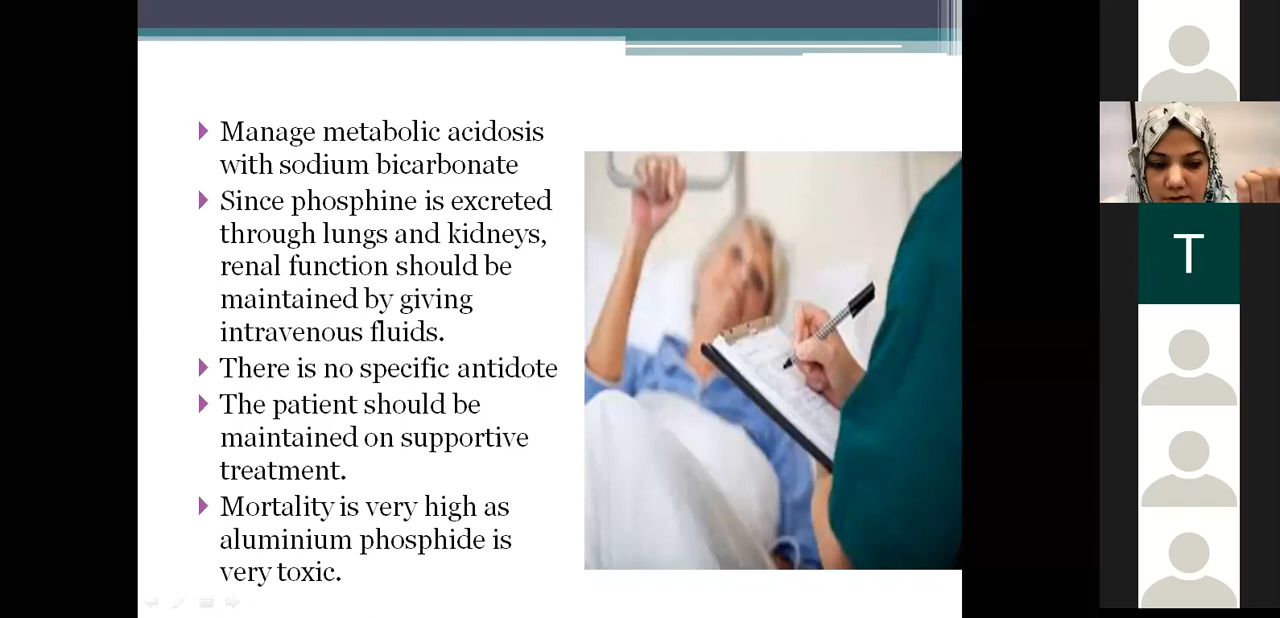 Manage metabolic acidosis
with sodium bicarbonate
Since phosphine is excreted
through lungs and kidneys,
renal function should be
maintained by giving
intravenous fluids.
There is no specific antidote
The patient should be
maintained on supportive
treatment.
Mortality is very high as
aluminium phosphide is
very toxic.
T